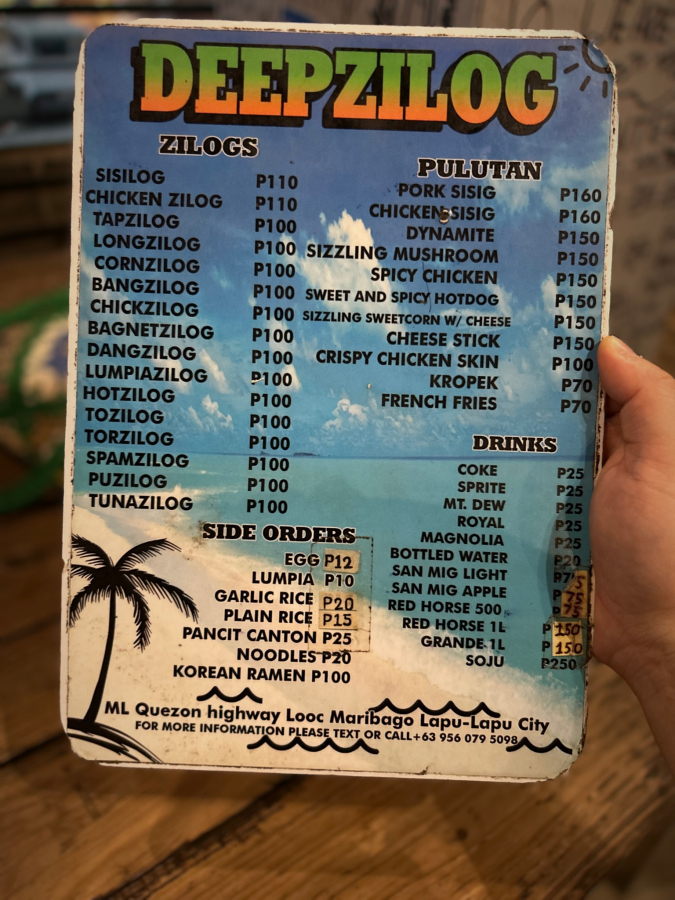 DEEPZILOG
ZILOGS
SISILOG P110
CHICKEN ZILOG P110
TAPZILOG P100
LONGZILOG P100
CORNZILOG P100
BANGZILOG P100
CHICKZILOG P100
BAGNETZILOG P100
DANGZILOG P100
LUMPIAZILOG P100
HOTZILOG P100
TOZILOG P100
TORZILOG P100
SPAMZILOG P100
PUZILOG P100
TUNAZILOG P100
PULUTAN
PORK SISIG P160
CHICKEN SISIG P160
DYNAMITE P150
SIZZLING MUSHROOM P150
SPICY CHICKEN P150
SWEET AND SPICY HOTDOG P150
SIZZLING SWEETCORN W/ CHEESE P150
CHEESE STICK P150
CRISPY CHICKEN SKIN P100
KROPEK P70
FRENCH FRIES P70
DRINKS
COKE P25
SPRITE P25
MT. DEW P25
ROYAL P25
MAGNOLIA P25
BOTTLED WATER P20
SAN MIG LIGHT P75
SAN MIG APPLE P75
RED HORSE 500 P75
RED HORSE 1L P150
GRANDE 1L P150
SOJU P250
SIDE ORDERS
EGG P12
LUMPIA P10
GARLIC RICE P20
PLAIN RICE P15
PANCIT CANTON P25
NOODLES P20
KOREAN RAMEN P100
ML Quezon highway Looc Maribago Lapu-Lapu City
FOR MORE INFORMATION PLEASE TEXT OR CALL+63 956 079 5098